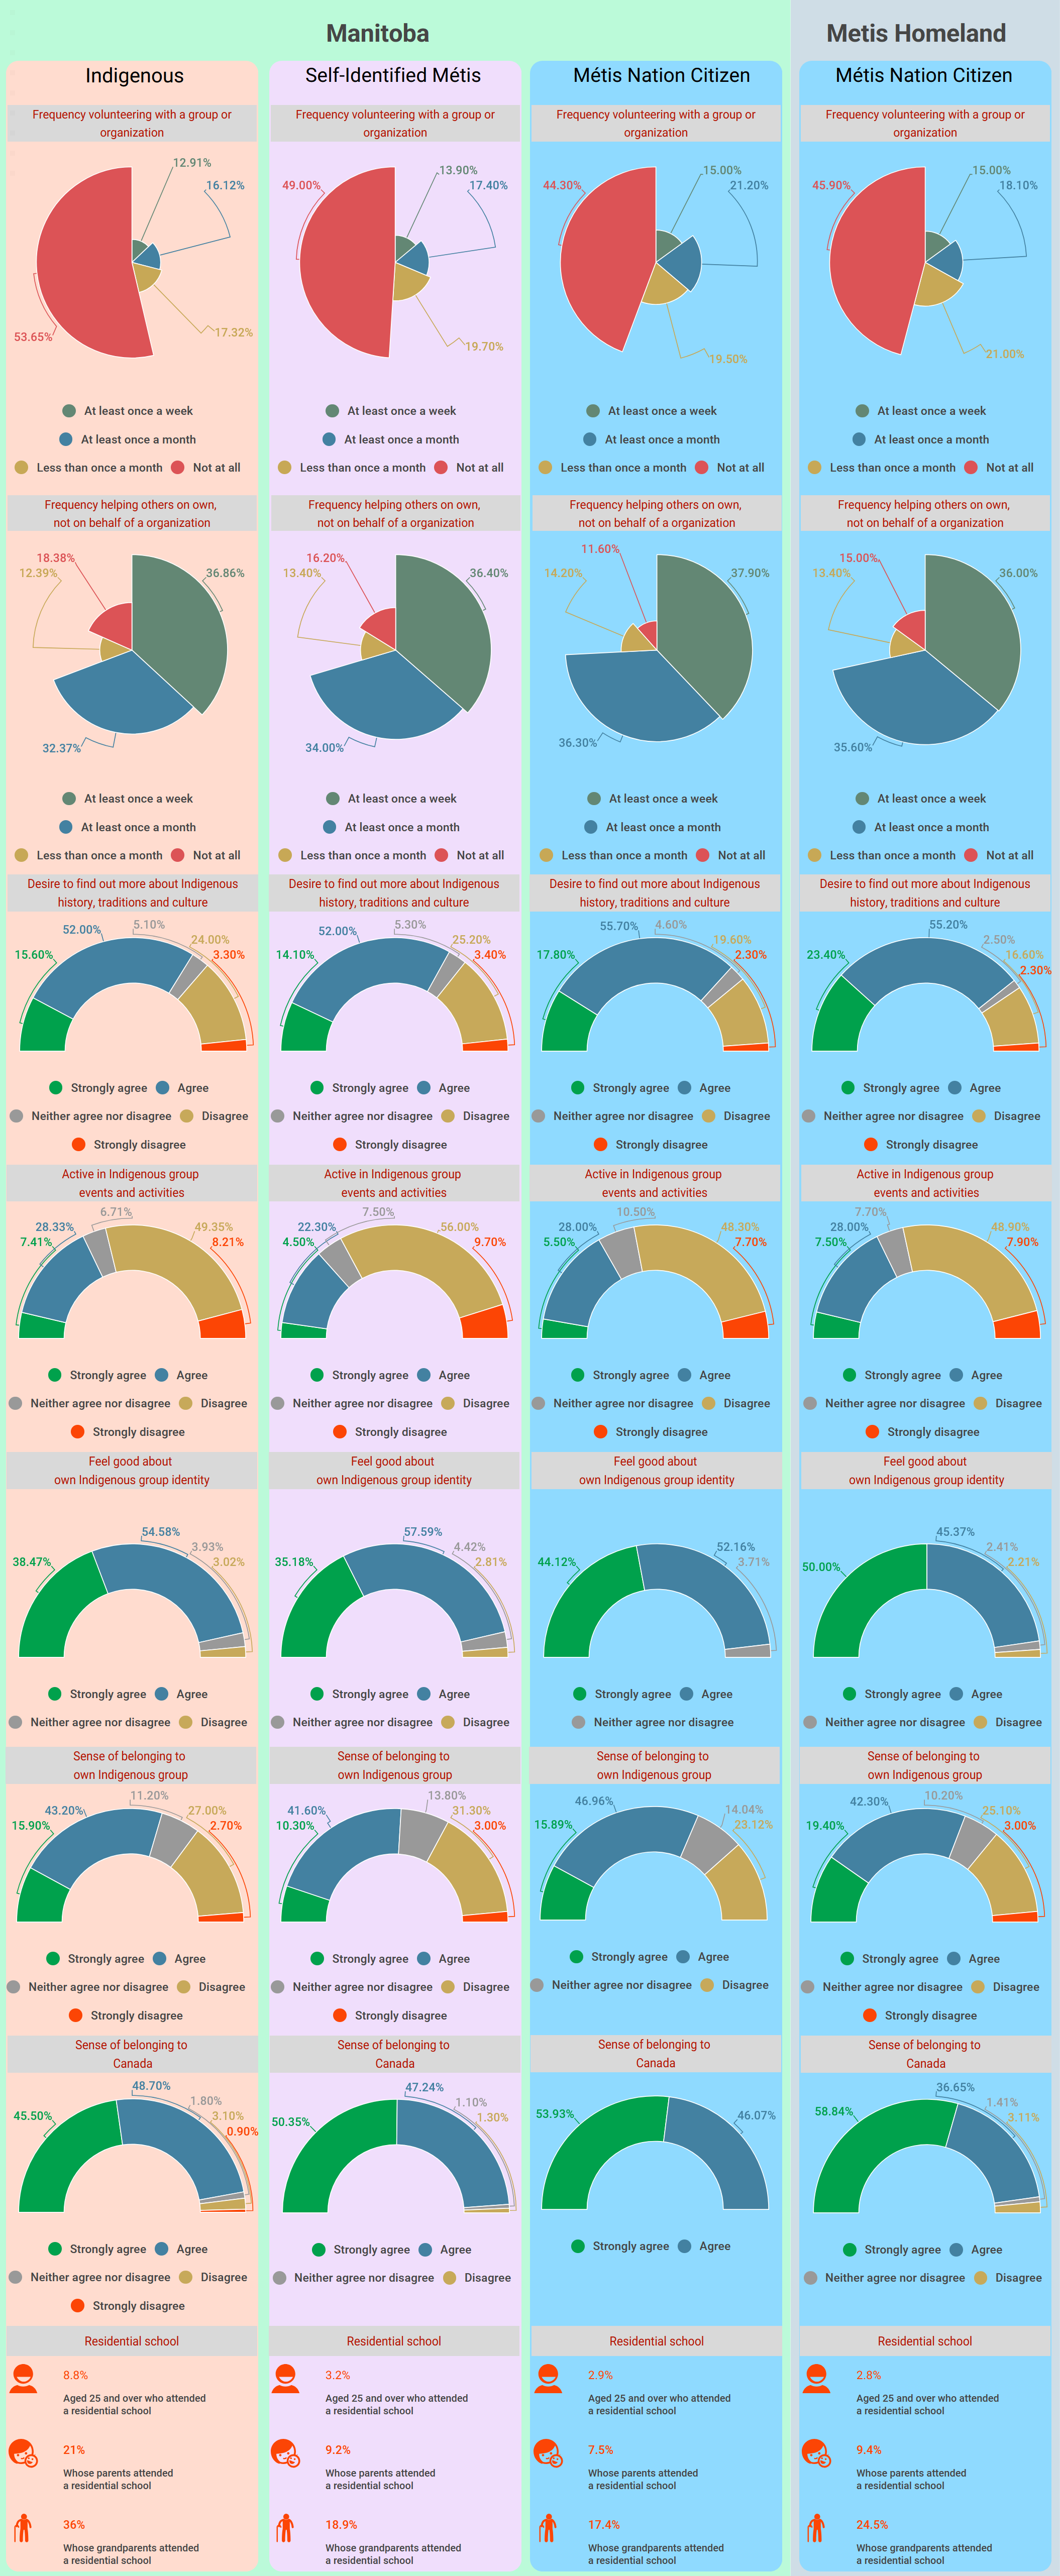 Manitoba
Metis Homeland
Indigenous
Self-Identified Métis
Métis Nation Citizen
Métis Nation Citizen
Frequency volunteering with a group or
organization
Frequency volunteering with a group or
organization
Frequency volunteering with a group or
organization
Frequency volunteering with a group or
organization
12.91%
16.12%
53.65%
17.32%
13.90%
49.00%
17.40%
19.70%
15.00%
44.30%
21.20%
19.50%
15.00%
45.90%
18.10%
21.00%
At least once a week
At least once a month
Less than once a month Not at all
At least once a week
At least once a month
Less than once a month Not at all
At least once a week
At least once a month
Less than once a month Not at all
At least once a week
At least once a month
Less than once a month Not at all
Frequency helping others on own,
not on behalf of a organization
Frequency helping others on own,
not on behalf of a organization
Frequency helping others on own,
not on behalf of a organization
Frequency helping others on own,
not on behalf of a organization
18.38%
12.39%
36.86%
32.37%
16.20%
13.40%
36.40%
34.00%
11.60%
14.20%
37.90%
36.30%
15.00%
13.40%
36.00%
35.60%
At least once a week
At least once a month
Less than once a month Not at all
At least once a week
At least once a month
Less than once a month Not at all
At least once a week
At least once a month
Less than once a month Not at all
At least once a week
At least once a month
Less than once a month Not at all
Desire to find out more about Indigenous
history, traditions and culture
Desire to find out more about Indigenous
history, traditions and culture
Desire to find out more about Indigenous
history, traditions and culture
Desire to find out more about Indigenous
history, traditions and culture
5.10%
52.00%
24.00%
15.60%
3.30%
5.30%
52.00%
25.20%
14.10%
3.40%
4.60%
55.70%
19.60%
17.80%
2.30%
55.20%
2.50%
23.40%
16.60%
2.30%
Strongly agree Agree
Neither agree nor disagree Disagree
Strongly disagree
Strongly agree Agree
Neither agree nor disagree Disagree
Strongly disagree
Strongly agree Agree
Neither agree nor disagree Disagree
Strongly disagree
Strongly agree Agree
Neither agree nor disagree Disagree
Strongly disagree
Active in Indigenous group
events and activities
Active in Indigenous group
events and activities
Active in Indigenous group
events and activities
Active in Indigenous group
events and activities
6.71%
28.33%
49.35%
7.41%
8.21%
7.50%
22.30%
56.00%
4.50%
9.70%
10.50%
28.00%
48.30%
5.50%
7.70%
7.70%
28.00%
48.90%
7.50%
7.90%
Strongly agree Agree
Neither agree nor disagree Disagree
Strongly disagree
Strongly agree Agree
Neither agree nor disagree Disagree
Strongly disagree
Strongly agree Agree
Neither agree nor disagree Disagree
Strongly disagree
Strongly agree Agree
Neither agree nor disagree Disagree
Strongly disagree
Feel good about
own Indigenous group identity
Feel good about
own Indigenous group identity
Feel good about
own Indigenous group identity
Feel good about
own Indigenous group identity
54.58%
3.93%
38.47%
3.02%
57.59%
4.42%
35.18%
2.81%
52.16%
44.12%
3.71%
45.37%
2.41%
50.00%
2.21%
Strongly agree Agree
Neither agree nor disagree Disagree
Strongly agree Agree
Neither agree nor disagree Disagree
Strongly agree Agree
Neither agree nor disagree
Strongly agree Agree
Neither agree nor disagree Disagree
Sense of belonging to
own Indigenous group
Sense of belonging to
own Indigenous group
Sense of belonging to
own Indigenous group
Sense of belonging to
own Indigenous group
11.20%
43.20%
27.00%
15.90%
2.70%
13.80%
41.60%
31.30%
10.30%
3.00%
46.96%
14.04%
15.89%
23.12%
10.20%
42.30%
25.10%
19.40%
3.00%
Strongly agree Agree
Neither agree nor disagree Disagree
Strongly disagree
Strongly agree Agree
Neither agree nor disagree Disagree
Strongly disagree
Strongly agree Agree
Neither agree nor disagree Disagree
Strongly agree Agree
Neither agree nor disagree Disagree
Strongly disagree
Sense of belonging to
Canada
Sense of belonging to
Canada
Sense of belonging to
Canada
Sense of belonging to
Canada
48.70%
1.80%
45.50%
3.10%
0.90%
47.24%
1.10%
50.35%
1.30%
53.93%
46.07%
36.65%
1.41%
58.84%
3.11%
Strongly agree Agree
Neither agree nor disagree Disagree
Strongly disagree
Strongly agree Agree
Neither agree nor disagree Disagree
Strongly agree Agree
Strongly agree Agree
Neither agree nor disagree Disagree
Residential school
Residential school
Residential school
Residential school
8.8%
Aged 25 and over who attended
a residential school
3.2%
Aged 25 and over who attended
a residential school
2.9%
Aged 25 and over who attended
a residential school
2.8%
Aged 25 and over who attended
a residential school
21%
Whose parents attended
a residential school
9.2%
Whose parents attended
a residential school
7.5%
Whose parents attended
a residential school
9.4%
Whose parents attended
a residential school
36%
Whose grandparents attended
a residential school
18.9%
Whose grandparents attended
a residential school
17.4%
Whose grandparents attended
a residential school
24.5%
Whose grandparents attended
a residential school